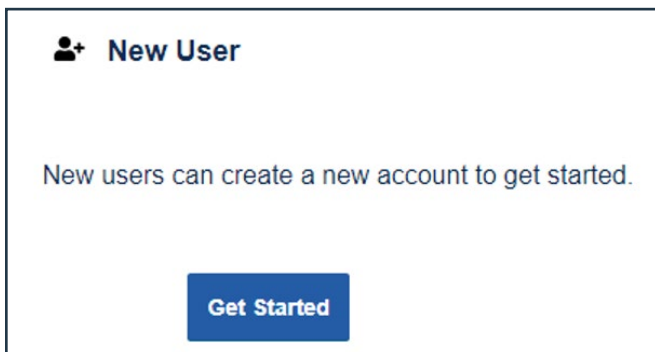 New User
New users can create a new account to get started.
Get Started